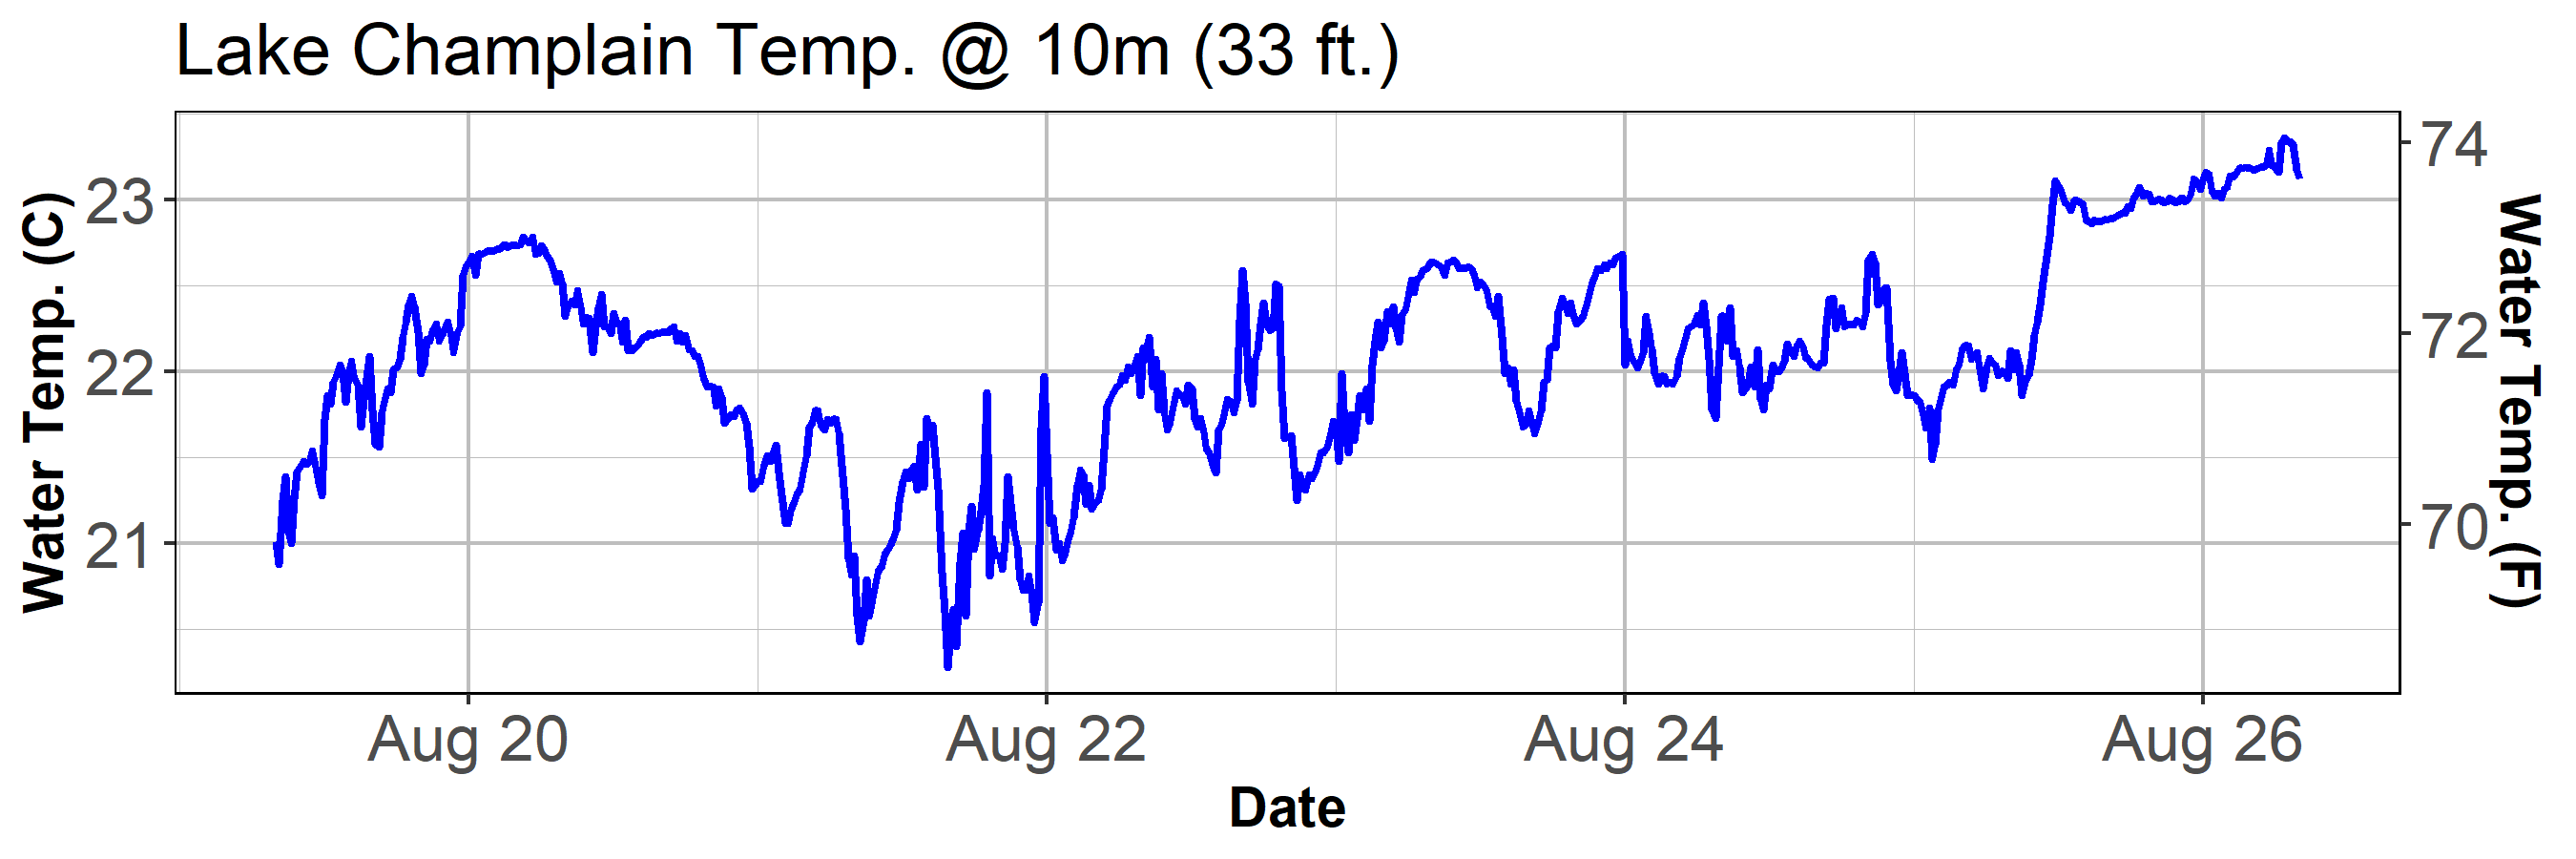 Lake Champlain Temp. @ 10m (33 ft.)
Water Temp. (C)
23
22
21
74
72
70
Water Temp. (F)
Aug 20
Aug 22
Aug 24
Aug 26
Date